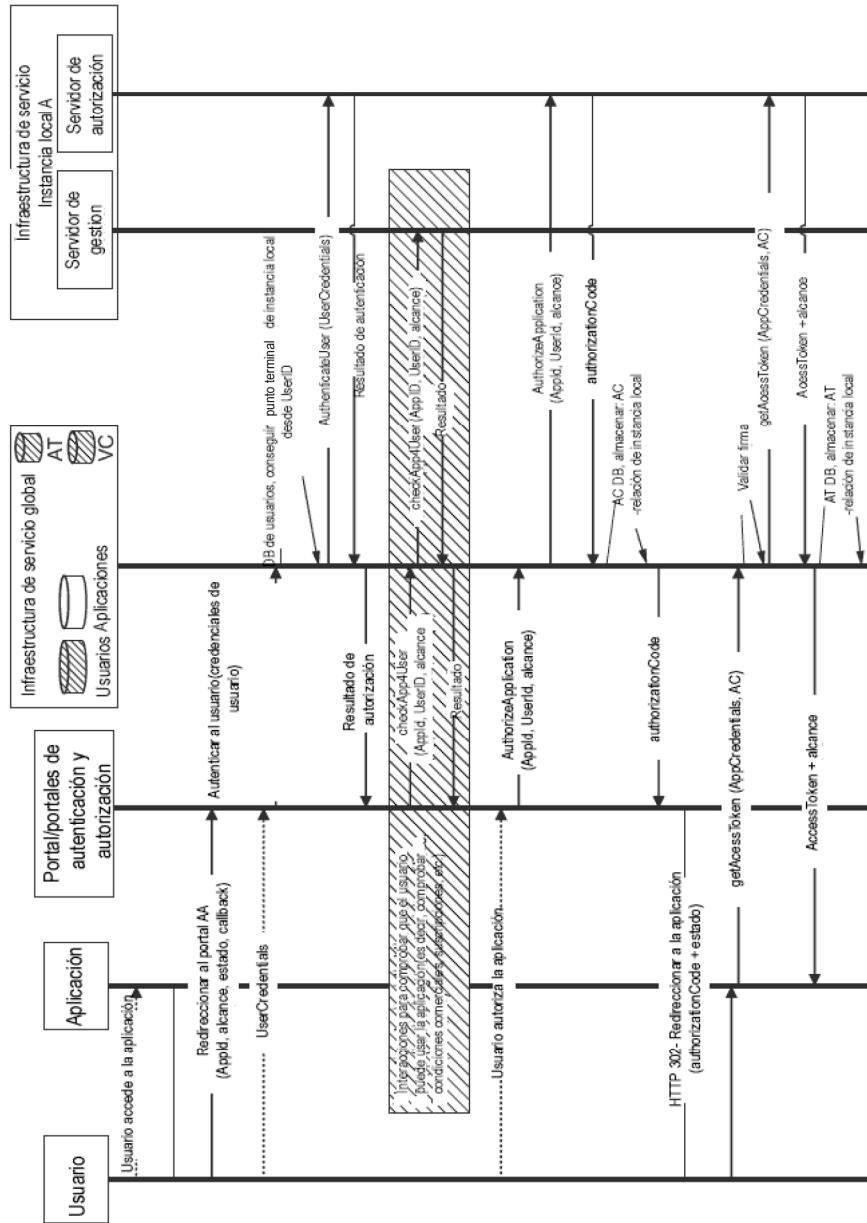 Usuario
Aplicación
Portal/portales de
autenticación y
autorización
Infraestructura de servicio global
Usuarios Aplicaciones
AT
VC
Infraestructura de servicio
Instancia local A
Servidor de
gestion
Servidor de
autorización
Usuario accede a la aplicación
Redireccionar al portal AA
(AppId, alcance, estado, callback)
UserCredentials
Autenticar al usuario(credenciales de
usuario)
DB de usuarios, conseguir punto terminal de instancia local
desde UserID
AuthenticateUser (UserCredentials)
Resultado de autenticación
Resultado de
autorización
Interacciones para comprobar que el usuario
puede usar la aplicación(es decir, comprobar
condiciones comerciales, suscripciones, etc.)
checkApp4User
(AppId, UserID, alcance
checkApp4User (App ID, UserID, alcance)
Resultado
Resultado
Usuario autoriza la aplicación
AuthorizeApplication
(AppId, UserId, alcance)
AuthorizeApplication
(AppId, UserId, alcance)
authorizationCode
AC DB, almacenar: AC
-relación de instancia local
authorizationCode
HTTP 302- Redireccionar a la aplicación
(authorizationCode + estado)
getAcessToken (AppCredentials, AC)
Validar firma
getAcessToken (AppCredentials, AC)
AcessToken + alcance
AT DB, almacenar: AT
-relación de instancia local
AccessToken + alcance